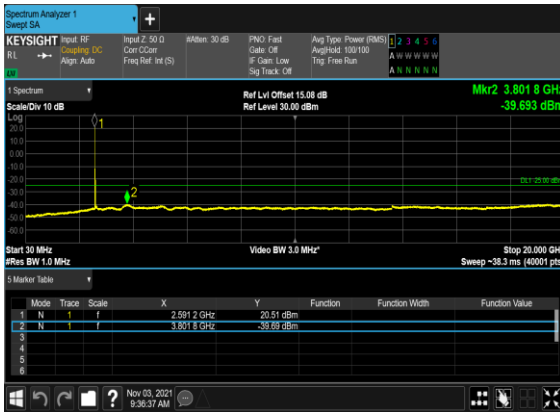 Spectrum Analyzer 1
Swept SA
+
KEYSIGHT Input: RF Input Z: 50 Ω #Atten: 30 dB PNO: Fast Avg Type: Power (RMS) 1 2 3 4 5 6
RL Coupling: DC Corr CCorr Gate: Off Avg|Hold: 100/100 A W W W W W
Align: Auto Freq Ref: Int (S) IF Gain: Low Trig: Free Run
Sig Track: Off A N N N N N
1 Spectrum Ref Lvl Offset 15.08 dB Mkr2 3.801 8 GHz
Scale/Div 10 dB Ref Level 30.00 dBm -39.693 dBm
Log
20.0
10.0
0.00
-10.0
-20.0
-30.0
-40.0
-50.0
-60.0
1
2
DL1 -25.00 dBm
Start 30 MHz Video BW 3.0 MHz* Stop 20.000 GHz
#Res BW 1.0 MHz Sweep ~38.3 ms (40001 pts)
5 Marker Table
Mode Trace Scale X Y Function Function Width Function Value
1 N 1 f 2.591 2 GHz 20.51 dBm
2 N 1 f 3.801 8 GHz -39.69 dBm
3
4
5
6
? Nov 03, 2021
9:36:37 AM